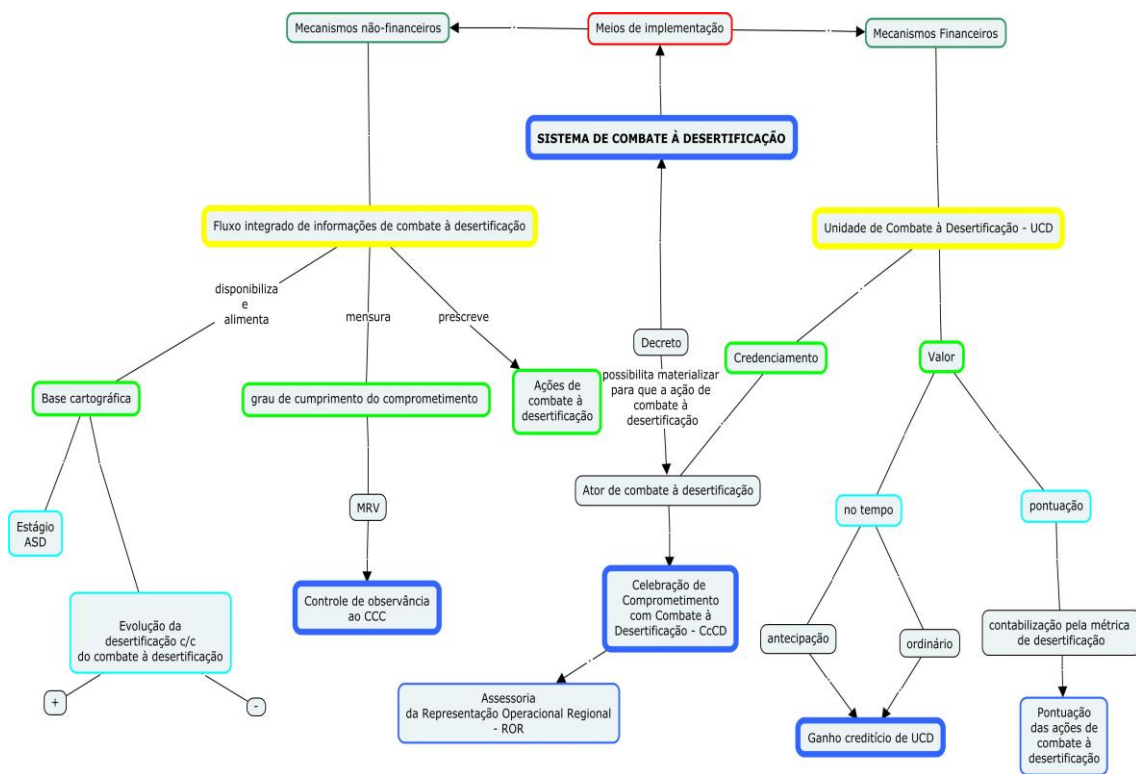 Mecanismos não-financeiros
Meios de implementação
Mecanismos Financeiros
SISTEMA DE COMBATE À DESERTIFICAÇÃO
Fluxo integrado de informações de combate à desertificação
Unidade de Combate à Desertificação - UCD
disponibiliza
e
alimenta
mensura
prescreve
Decreto
Credenciamento
Valor
possibilita materializar
para que a ação de
combate à
desertificação
Base cartográfica
grau de cumprimento do comprometimento
Ações de
combate à
desertificação
Ator de combate à desertificação
MRV
no tempo
pontuação
Estágio
ASD
Controle de observância
ao CCC
Celebração de
Comprometimento
com Combate à
Desertificação - CcCD
Evolução da
desertificação c/c
do combate à desertificação
antecipação
ordinário
contabilização pela métrica
de desertificação
+
-
Assessoria
da Representação Operacional Regional
- ROR
Ganho creditício de UCD
Pontuação
das ações de
combate à
desertificação